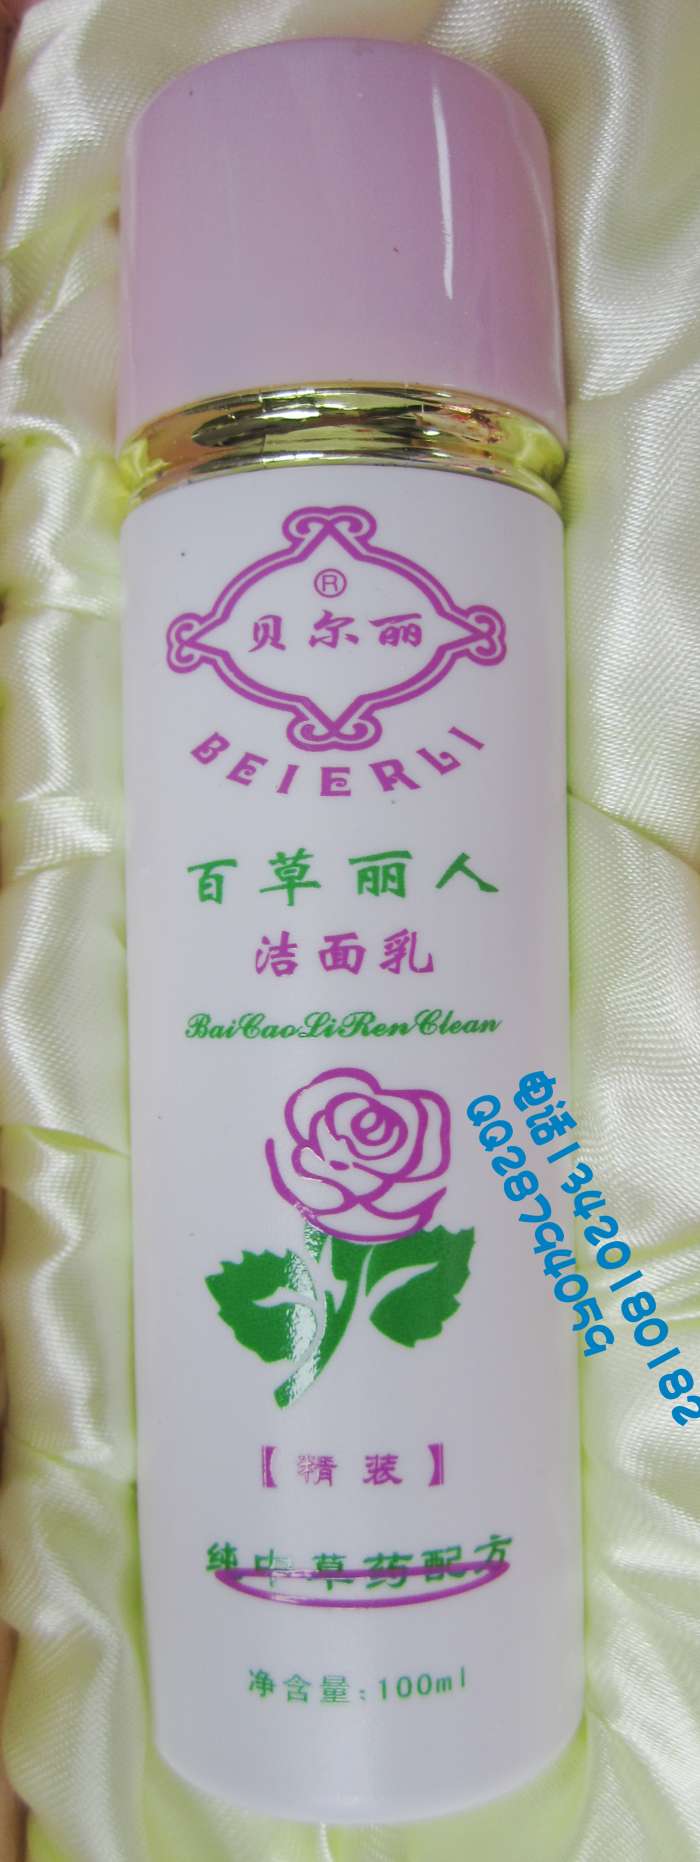 ®
贝尔丽
BEIERLI
百草丽人
洁面乳
BaiCaoLiRenClean
电话13420180182
QQ28794059
【精装】
纯中草药配方
净含量：100ml